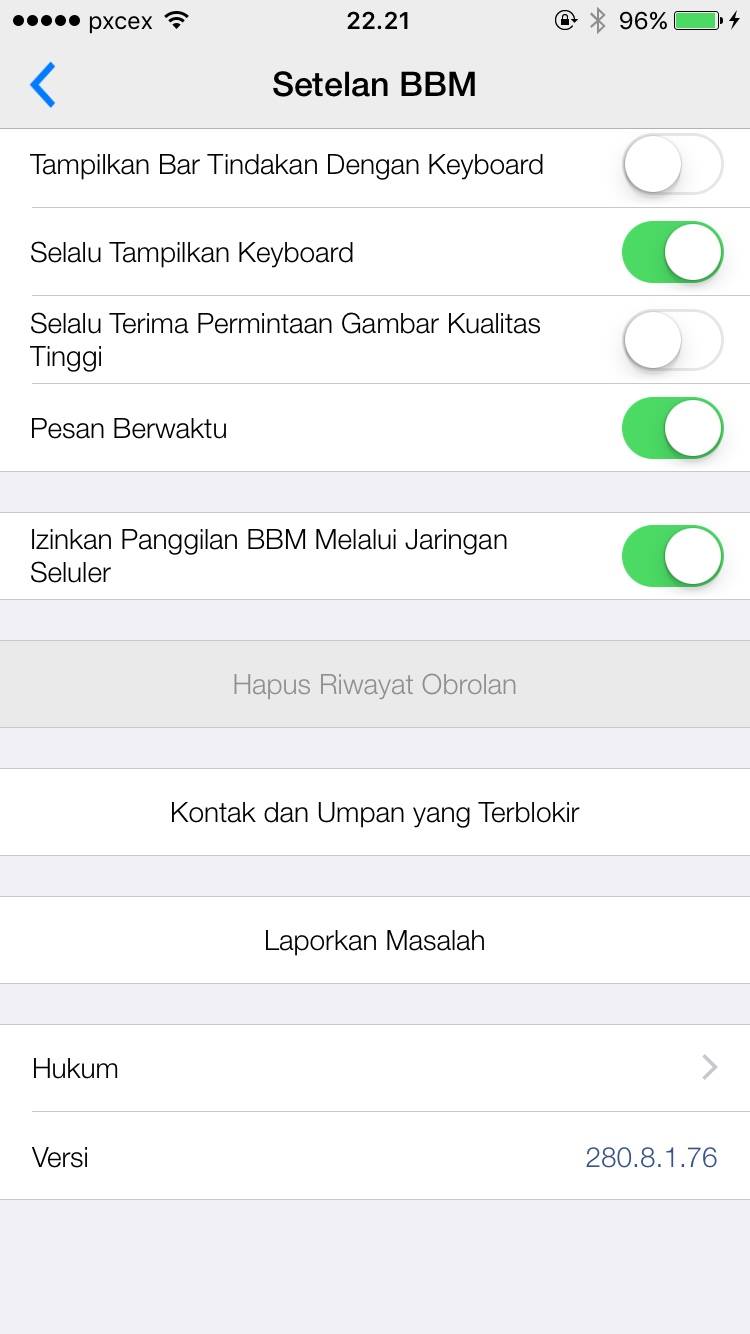 pxcex 22.21 96%
Setelan BBM
Tampilkan Bar Tindakan Dengan Keyboard
Selalu Tampilkan Keyboard
Selalu Terima Permintaan Gambar Kualitas
Tinggi
Pesan Berwaktu
Izinkan Panggilan BBM Melalui Jaringan
Seluler
Hapus Riwayat Obrolan
Kontak dan Umpan yang Terblokir
Laporkan Masalah
Hukum
Versi 280.8.1.76